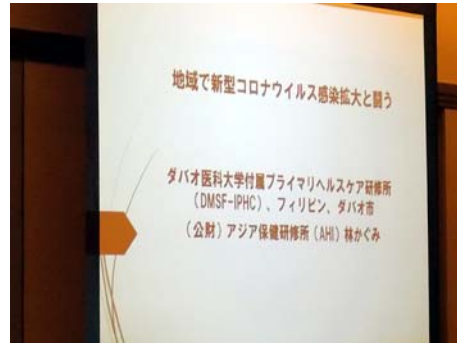 地域で新型コロナウイルス感染拡大と闘う
ダバオ医科大学付属プライマリヘルスケア研修所
(DMSF-IPHC)、フィリピン、ダバオ市
(公財)アジア保健研修所(AHI)林かぐみ